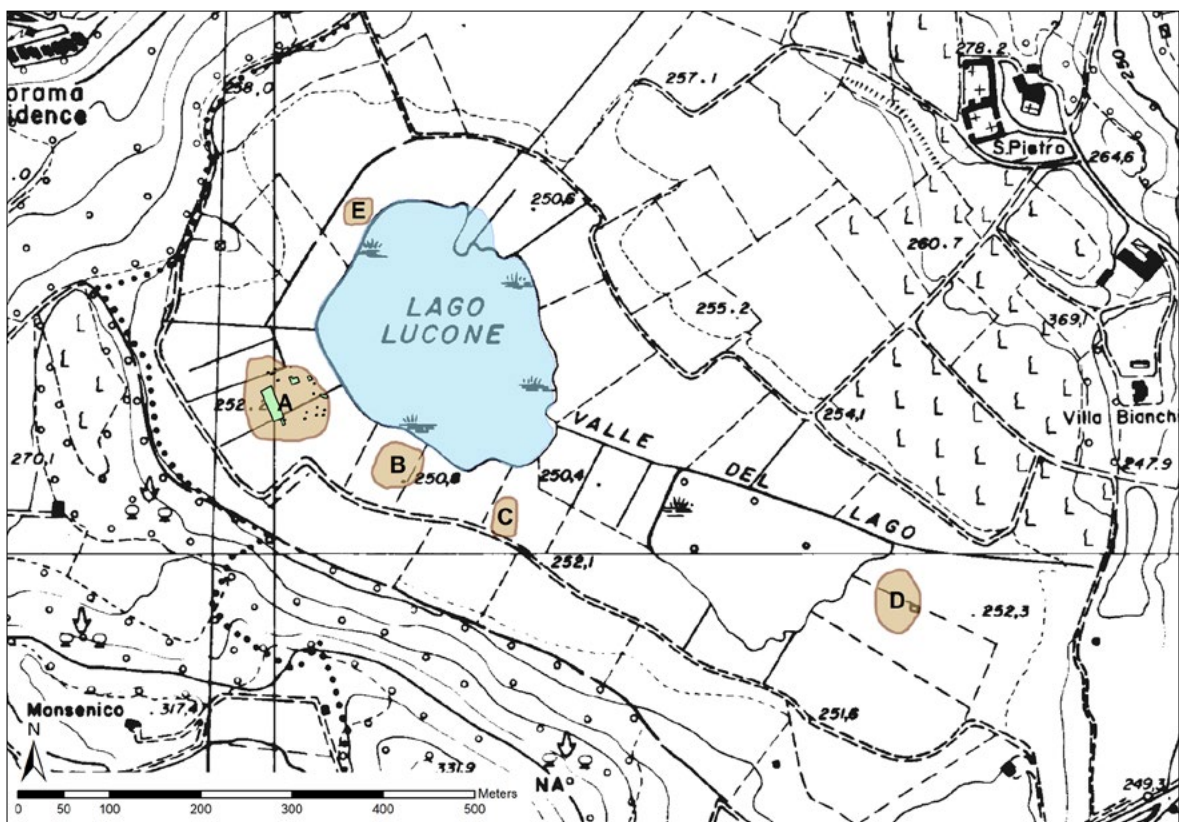 orama
idence
258.0
257.1
278.2
250
S.Pietro
264,6
E
250,6
260.7
LAGO
LUCONE
255.2
369,1
252.2
A
VALLE
DEL
LAGO
254,1
Villa Bianchi
270,1
B
250,8
250,4
247.9
C
252,1
D
252,3
Monsenico
317.4
251,6
N
331.9
NA
249.3
0 50 100 200 300 400 500 Meters